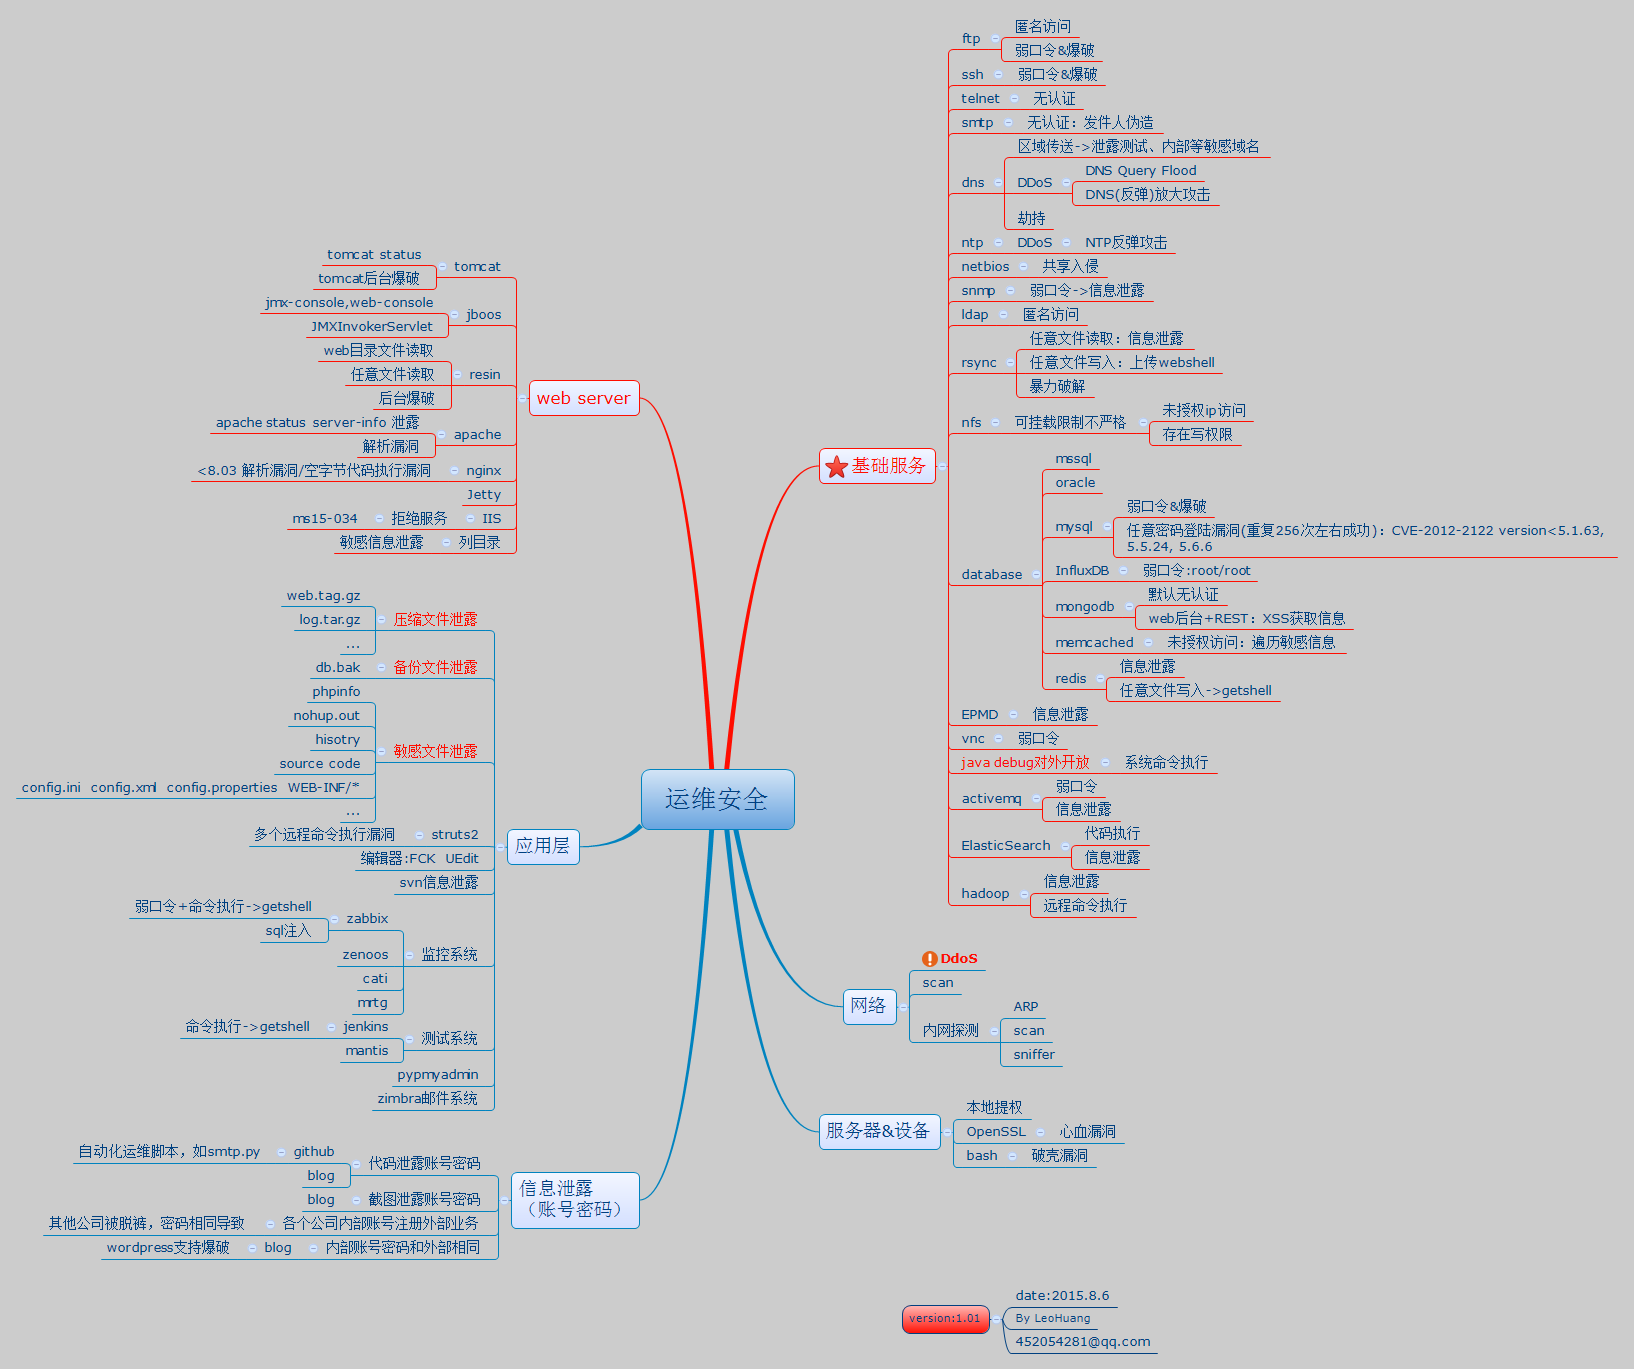 运维安全
基础服务
ftp
匿名访问
弱口令&爆破
ssh
弱口令&爆破
telnet
无认证
smtp
无认证：发件人伪造
dns
区域传送->泄露测试、内部等敏感域名
DDoS
DNS Query Flood
DNS(反弹)放大攻击
劫持
ntp
DDoS
NTP反弹攻击
netbios
共享入侵
snmp
弱口令->信息泄露
ldap
匿名访问
rsync
任意文件读取：信息泄露
任意文件写入：上传webshell
暴力破解
nfs
可挂载限制不严格
未授权ip访问
存在写权限
database
mssql
oracle
mysql
弱口令&爆破
任意密码登陆漏洞(重复256次左右成功)：CVE-2012-2122 version<5.1.63,
5.5.24, 5.6.6
InfluxDB
弱口令:root/root
mongodb
默认无认证
web后台+REST：XSS获取信息
memcached
未授权访问：遍历敏感信息
redis
信息泄露
任意文件写入->getshell
EPMD
信息泄露
vnc
弱口令
java debug对外开放
系统命令执行
activemq
弱口令
信息泄露
ElasticSearch
代码执行
信息泄露
hadoop
信息泄露
远程命令执行
网络
DdoS
scan
内网探测
ARP
scan
sniffer
服务器&设备
本地提权
OpenSSL
心血漏洞
bash
破壳漏洞
web server
tomcat
tomcat status
tomcat后台爆破
jboos
jmx-console,web-console
JMXInvokerServlet
resin
web目录文件读取
任意文件读取
后台爆破
apache
apache status server-info 泄露
解析漏洞
nginx
<8.03 解析漏洞/空字节代码执行漏洞
Jetty
IIS
拒绝服务
ms15-034
列目录
敏感信息泄露
应用层
压缩文件泄露
web.tag.gz
log.tar.gz
...
备份文件泄露
db.bak
敏感文件泄露
phpinfo
nohup.out
hisotry
source code
config.ini config.xml config.properties WEB-INF/*
...
struts2
多个远程命令执行漏洞
编辑器:FCK UEdit
svn信息泄露
监控系统
zabbix
弱口令+命令执行->getshell
sql注入
zenoos
cati
mrtg
测试系统
jenkins
命令执行->getshell
mantis
pypmyadmin
zimbra邮件系统
信息泄露
（账号密码）
代码泄露账号密码
github
自动化运维脚本，如smtp.py
blog
截图泄露账号密码
blog
各个公司内部账号注册外部业务
其他公司被脱裤，密码相同导致
内部账号密码和外部相同
blog
wordpress支持爆破
version:1.01
date:2015.8.6
By LeoHuang
452054281@qq.com